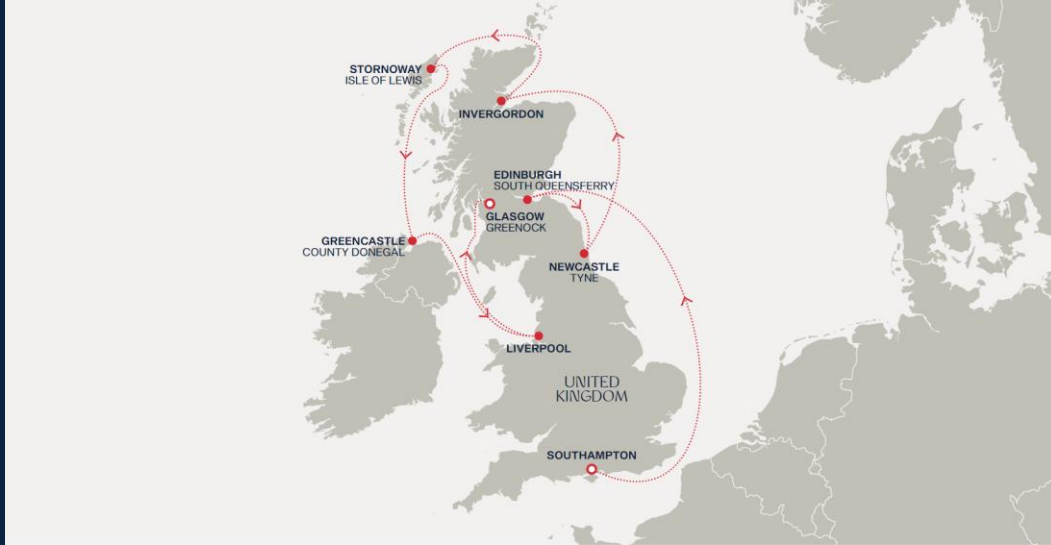 STORNOWAY
ISLE OF LEWIS
INVERGORDON
EDINBURGH
SOUTH QUEENSFERRY
GLASGOW
GREENOCK
GREENCASTLE
COUNTY DONEGAL
NEWCASTLE
TYNE
LIVERPOOL
UNITED
KINGDOM
SOUTHAMPTON